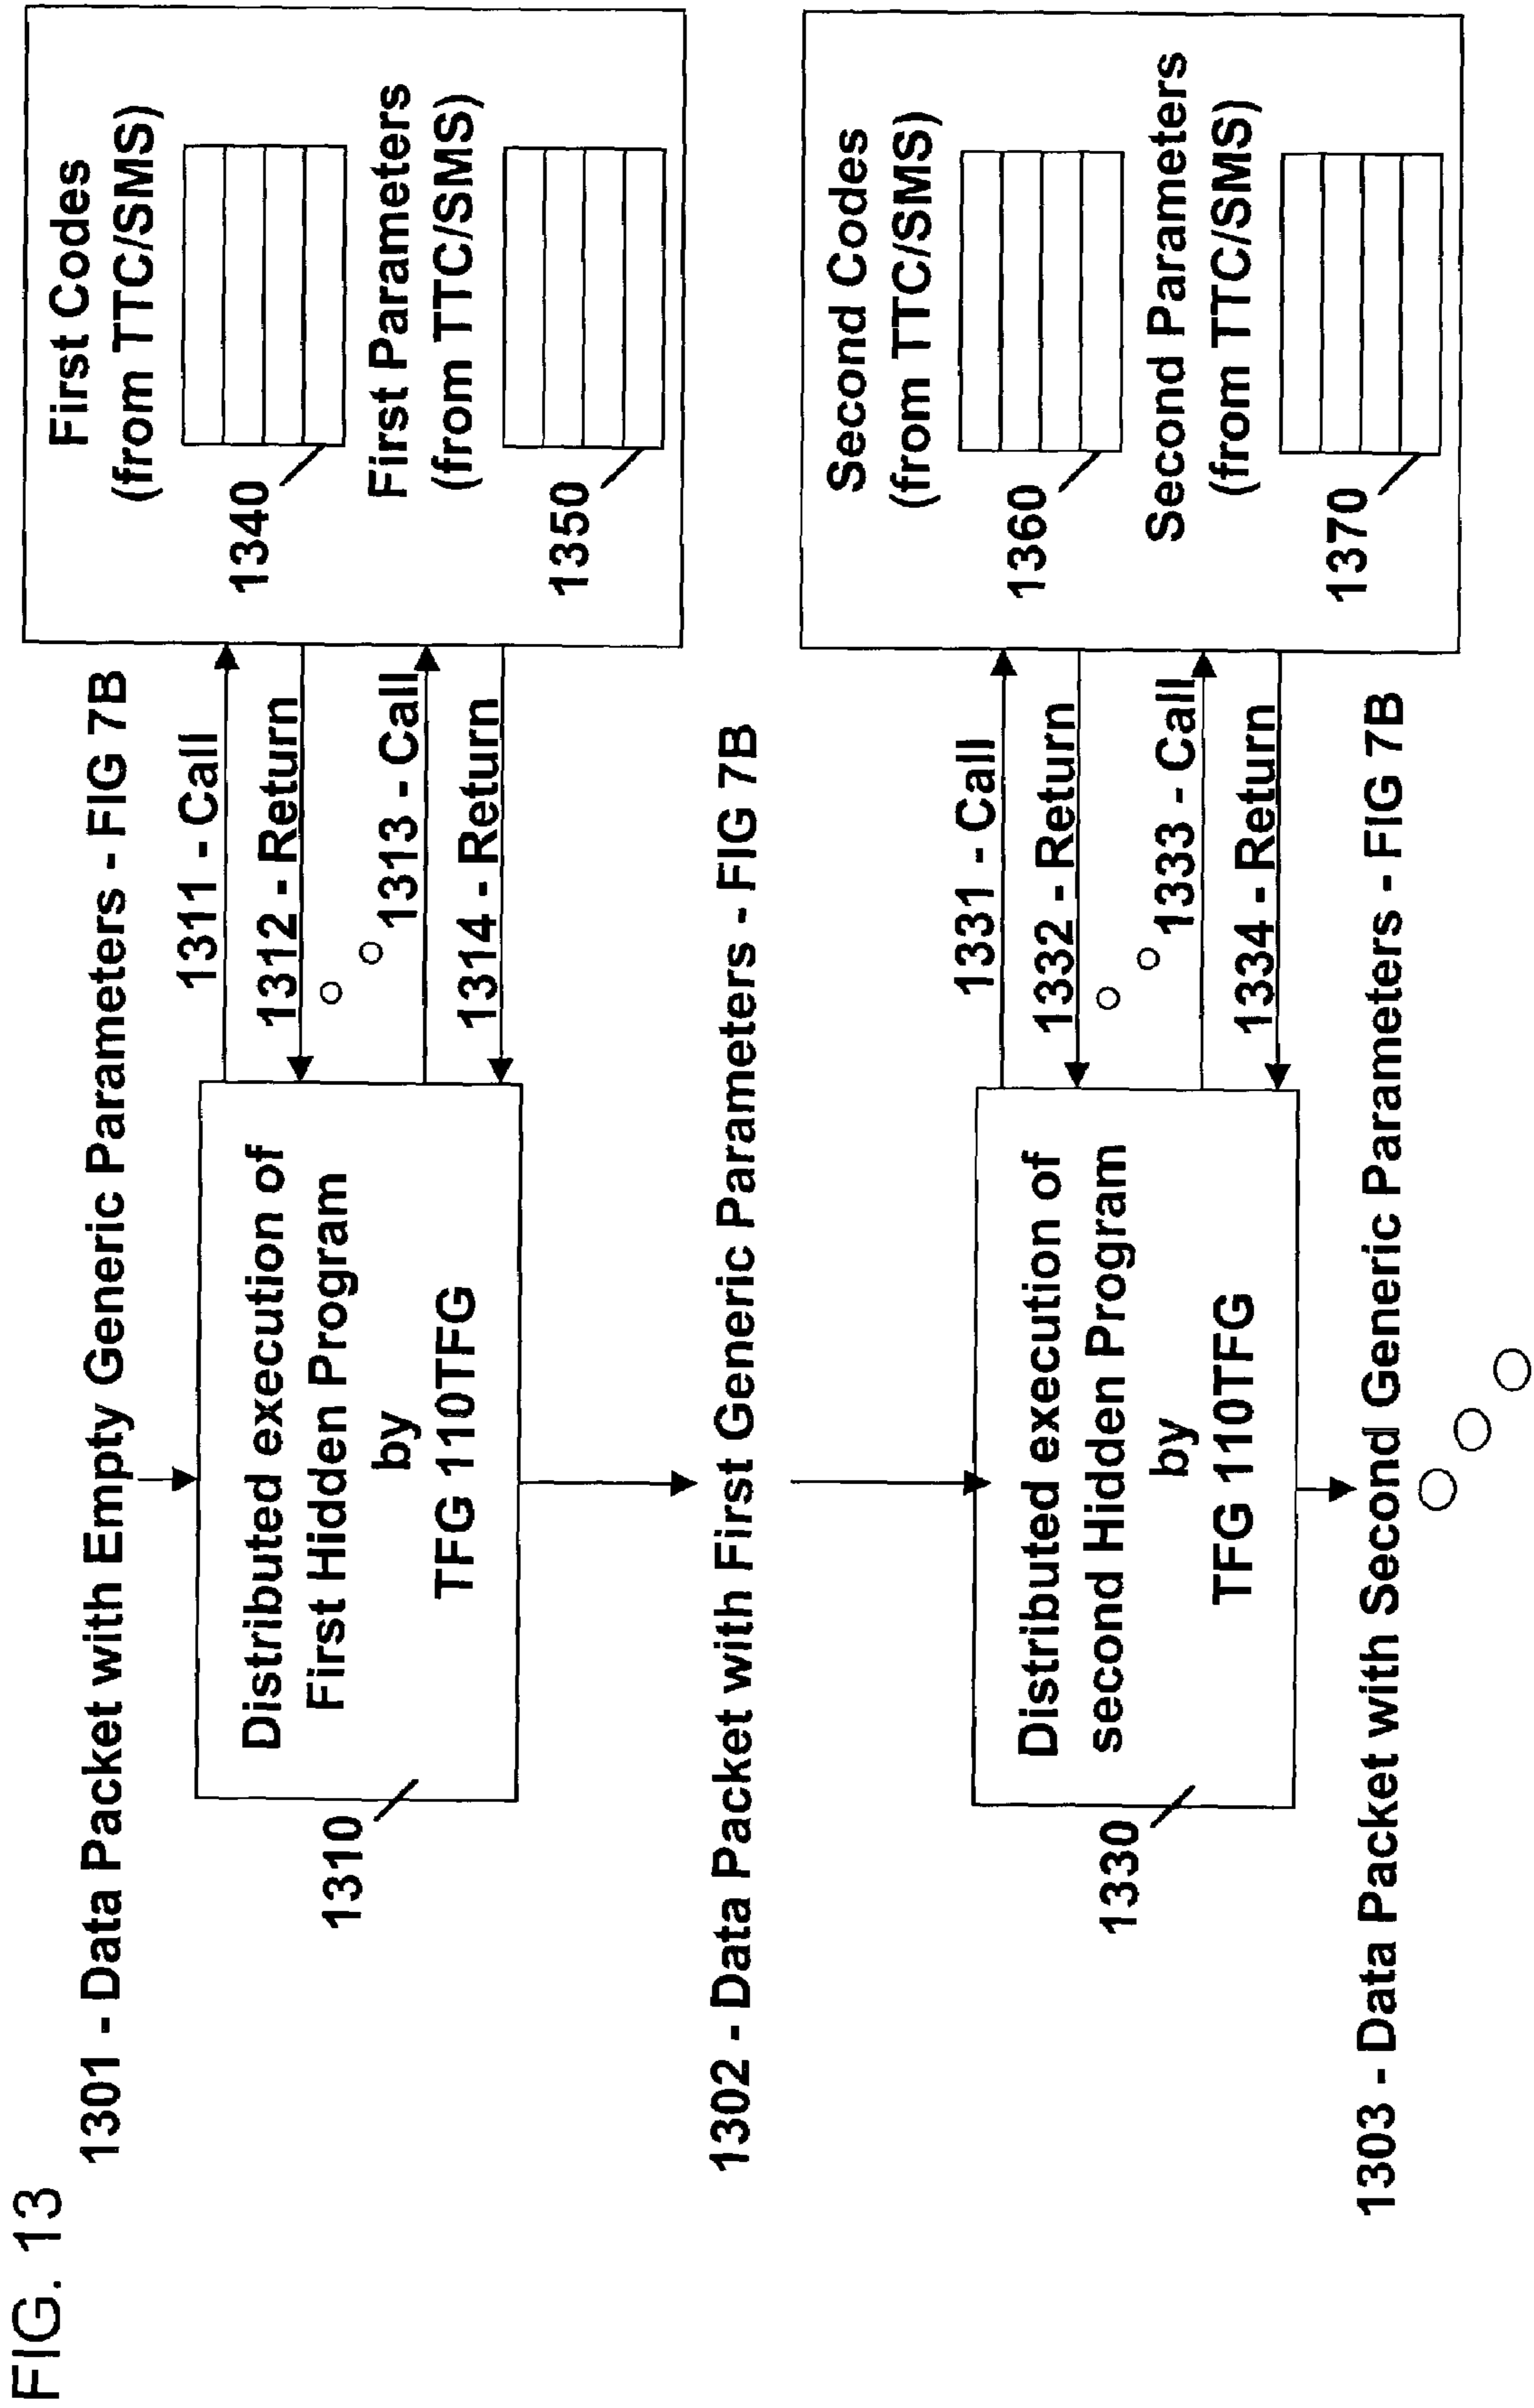 FIG. 13
1301 - Data Packet with Empty Generic Parameters - FIG 7B
1310
Distributed execution of
First Hidden Program
by
TFG 110TFG
1311 - Call
1312 - Return
1313 - Call
1314 - Return
First Codes
(from TTC/SMS)
1340
First Parameters
(from TTC/SMS)
1350
1302 - Data Packet with First Generic Parameters - FIG 7B
1330
Distributed execution of
second Hidden Program
by
TFG 110TFG
1331 - Call
1332 - Return
1333 - Call
1334 - Return
Second Codes
(from TTC/SMS)
1360
Second Parameters
(from TTC/SMS)
1370
1303 - Data Packet with Second Generic Parameters - FIG 7B